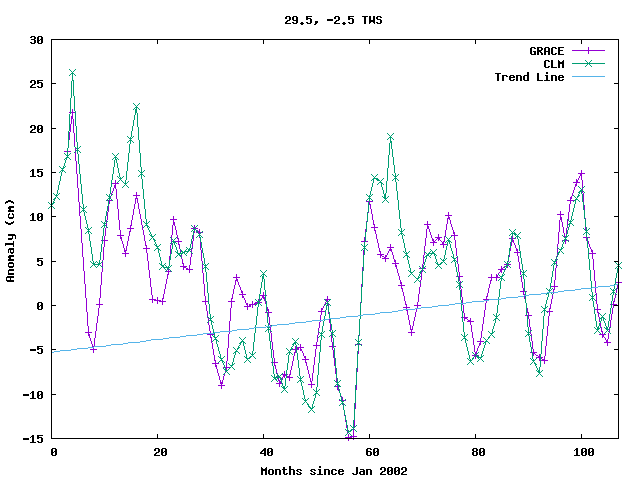 29.5, -2.5 TWS
GRACE
CLM
Trend Line
30
25
20
15
10
5
0
-5
-10
-15
Anomaly (cm)
0 20 40 60 80 100
Months since Jan 2002